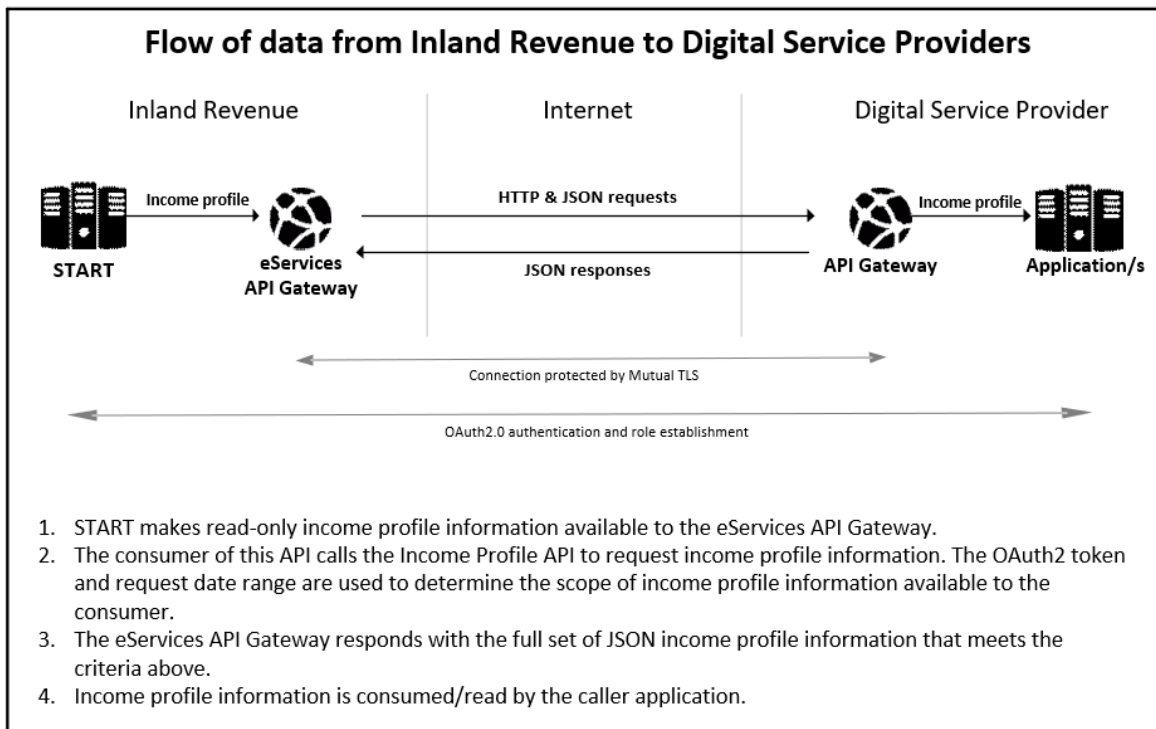 Flow of data from Inland Revenue to Digital Service Providers
Inland Revenue
Internet
Digital Service Provider
Income profile
HTTP & JSON requests
Income profile
START
eServices
API Gateway
JSON responses
API Gateway
Application/s
Connection protected by Mutual TLS
OAuth2.0 authentication and role establishment
1. START makes read-only income profile information available to the eServices API Gateway.
2. The consumer of this API calls the Income Profile API to request income profile information. The OAuth2 token
and request date range are used to determine the scope of income profile information available to the
consumer.
3. The eServices API Gateway responds with the full set of JSON income profile information that meets the
criteria above.
4. Income profile information is consumed/read by the caller application.